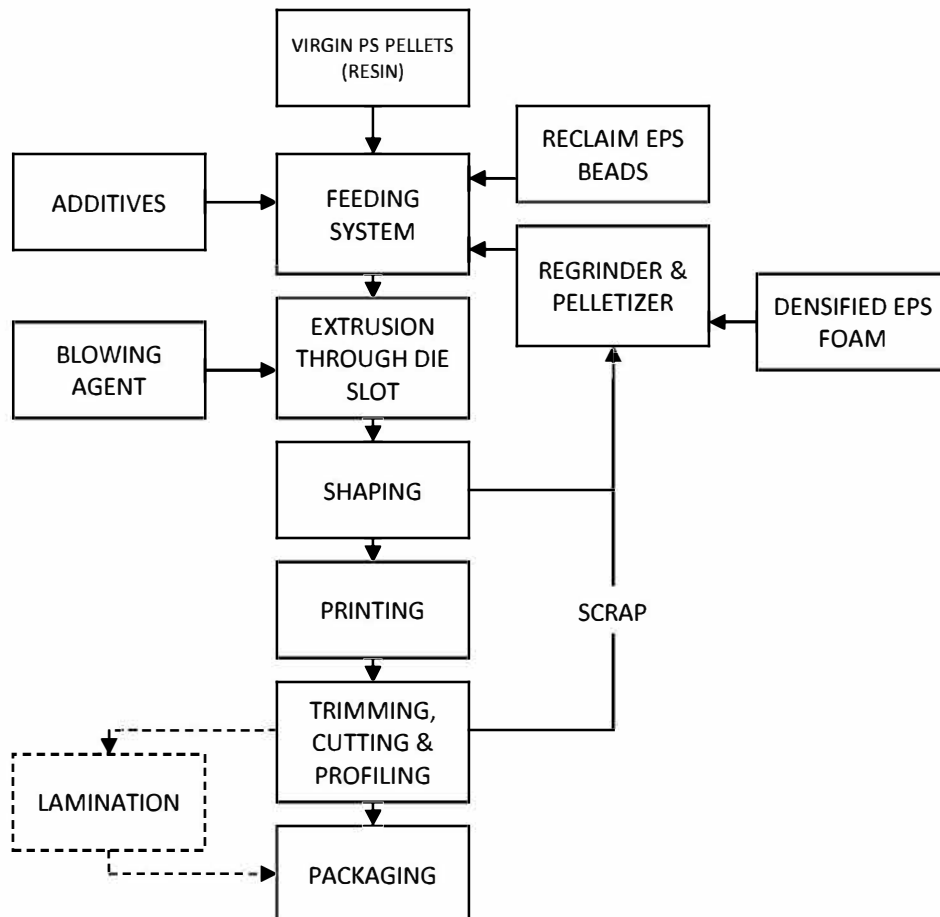 VIRGIN PS PELLETS
(RESIN)
RECLAIM EPS
BEADS
ADDITIVES
FEEDING
SYSTEM
REGRINDER &
PELLETIZER
DENSIFIED EPS
FOAM
BLOWING
AGENT
EXTRUSION
THROUGH DIE
SLOT
SHAPING
PRINTING
SCRAP
TRIMMING,
CUTTING &
PROFILING
LAMINATION
PACKAGING